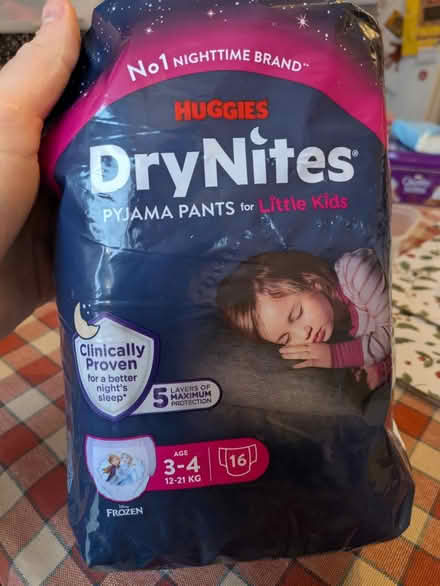 No1 NIGHTTIME BRAND**
HUGGIES
DryNites®
PYJAMA PANTS for Little Kids
Clinically
Proven
for a better
night's
sleep*
5 LAYERS OF
MAXIMUM
PROTECTION
AGE
3-4
12-21 KG
16
Disney
FROZEN